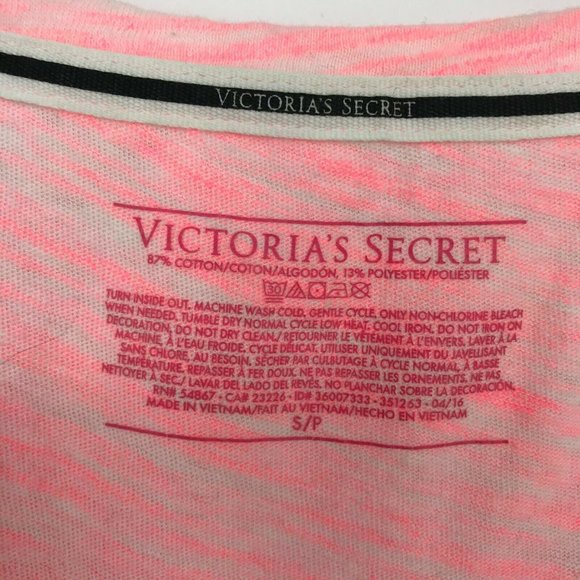 VICTORIA'S SECRET
VICTORIA'S SECRET
87% COTTON/COTON/ALGODÓN, 13% POLYESTER/POLIÉSTER
30
TURN INSIDE OUT. MACHINE WASH COLD, GENTLE CYCLE, ONLY NON-CHLORINE BLEACH
WHEN NEEDED. TUMBLE DRY NORMAL CYCLE LOW HEAT. COOL IRON. DO NOT IRON ON
DECORATION, DO NOT DRY CLEAN./RETOURNER LE VÊTEMENT À L'ENVERS, LAVER À LA
MACHINE, À L'EAU FROIDE. CYCLE DÉLICAT. UTILISER UNIQUEMENT DU JAVELLISANT
SANS CHLORE, AU BESOIN, SÉCHER PAR CULBUTAGE À CYCLE NORMAL, À BASSE
TEMPÉRATURE. REPASSER À FER DOUX. NE PAS REPASSER LES ORNEMENTS. NE PAS
NETTOYER À SEC./ LAVAR DEL LADO DEL REVÉS. NO PLANCHAR SOBRE LA DECORACIÓN.
RN# 54867 • CA# 23226 • ID# 36007333 • 351263 • 04/16
MADE IN VIETNAM/FAIT AU VIETNAM/HECHO EN VIETNAM
S/P